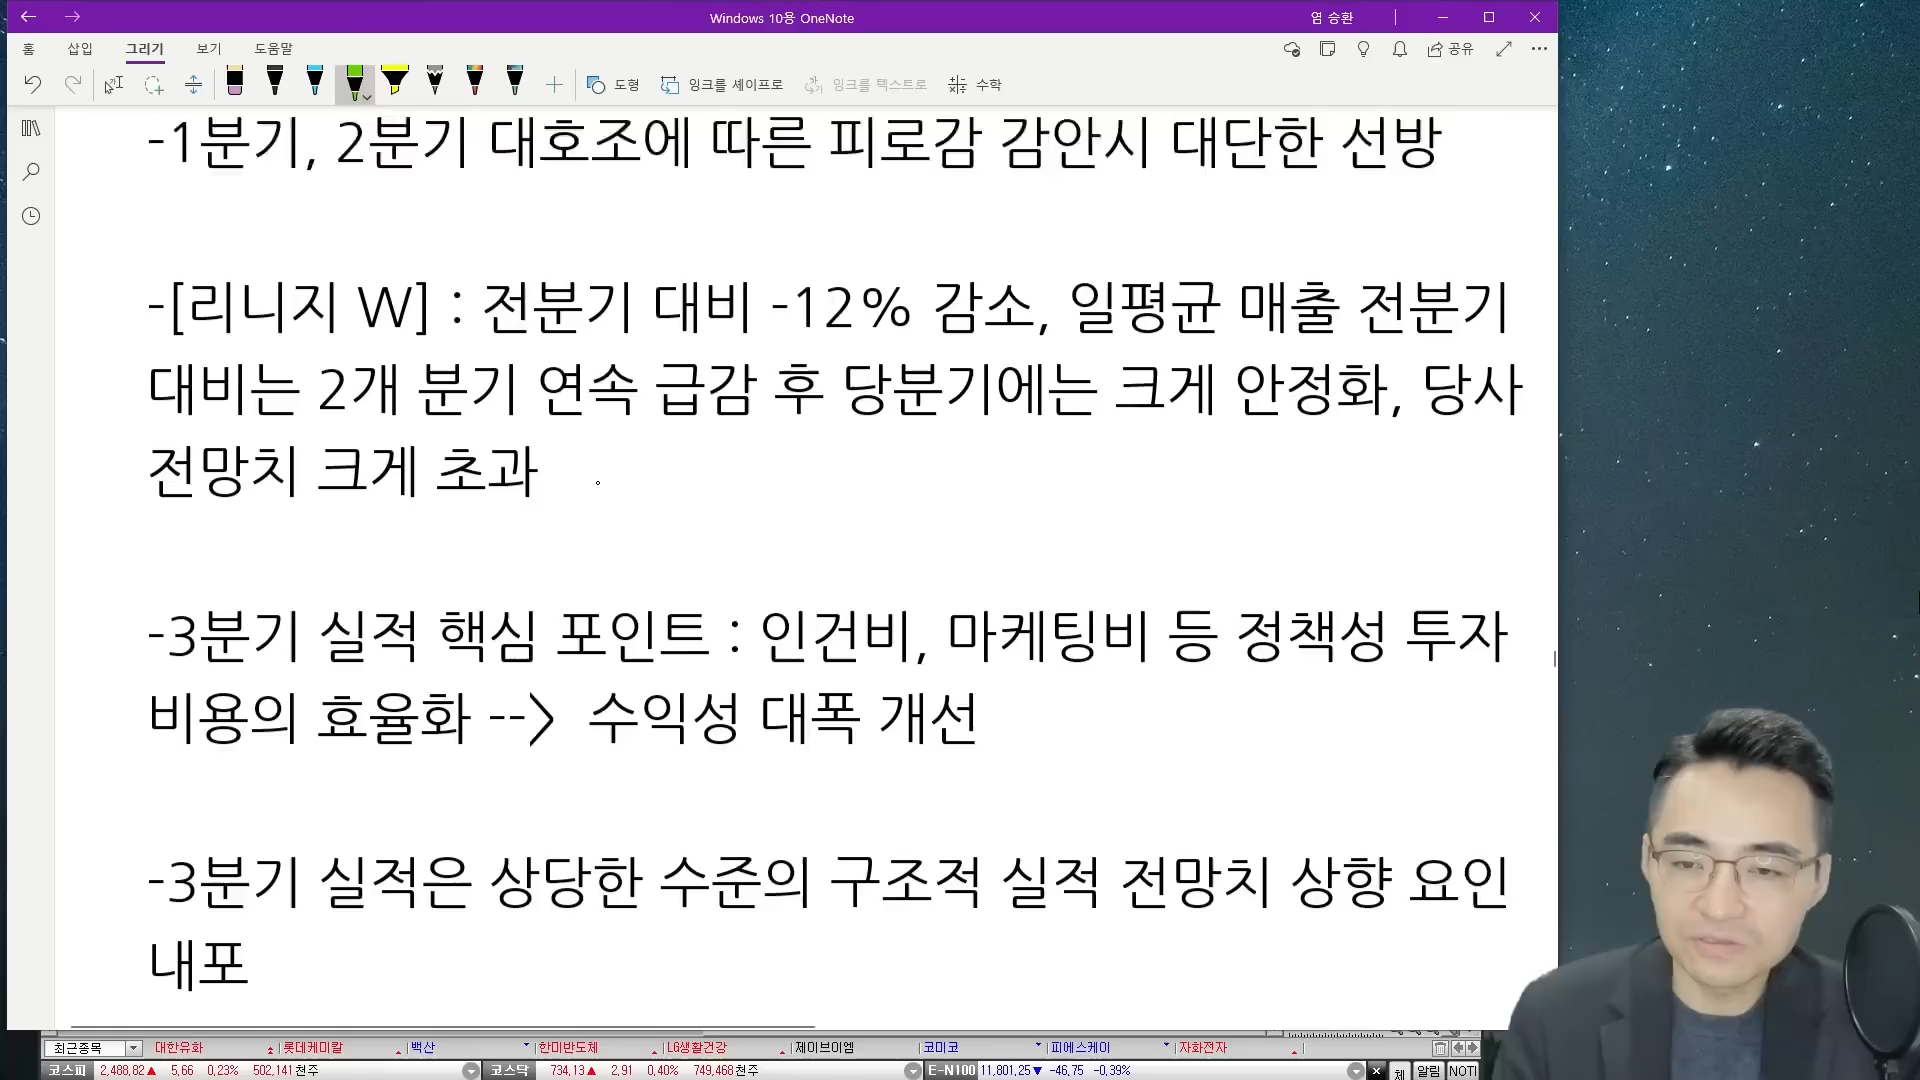 Windows 10용 OneNote
염 승환
홈 삽입 그리기 보기 도움말
공유
도형 잉크를 셰이프로 잉크를 텍스트로 수학
-1분기, 2분기 대호조에 따른 피로감 감안시 대단한 선방
-[리니지 W] : 전분기 대비 -12% 감소, 일평균 매출 전분기
대비는 2개 분기 연속 급감 후 당분기에는 크게 안정화, 당사
전망치 크게 초과
-3분기 실적 핵심 포인트 : 인건비, 마케팅비 등 정책성 투자
비용의 효율화 --> 수익성 대폭 개선
-3분기 실적은 상당한 수준의 구조적 실적 전망치 상향 요인
내포
최근종목 대한유화 롯데케미칼 백산 한미반도체 LG생활건강 제이브이엠 코미코 피에스케이 자화전자
코스피 2,488,82▲ 5,66 0,23% 502,141천주 코스닥 734,13▲ 2,91 0,40% 749,468천주 E-N100 11,801,25▼ -46,75 -0,39% 체 알림 NOTI